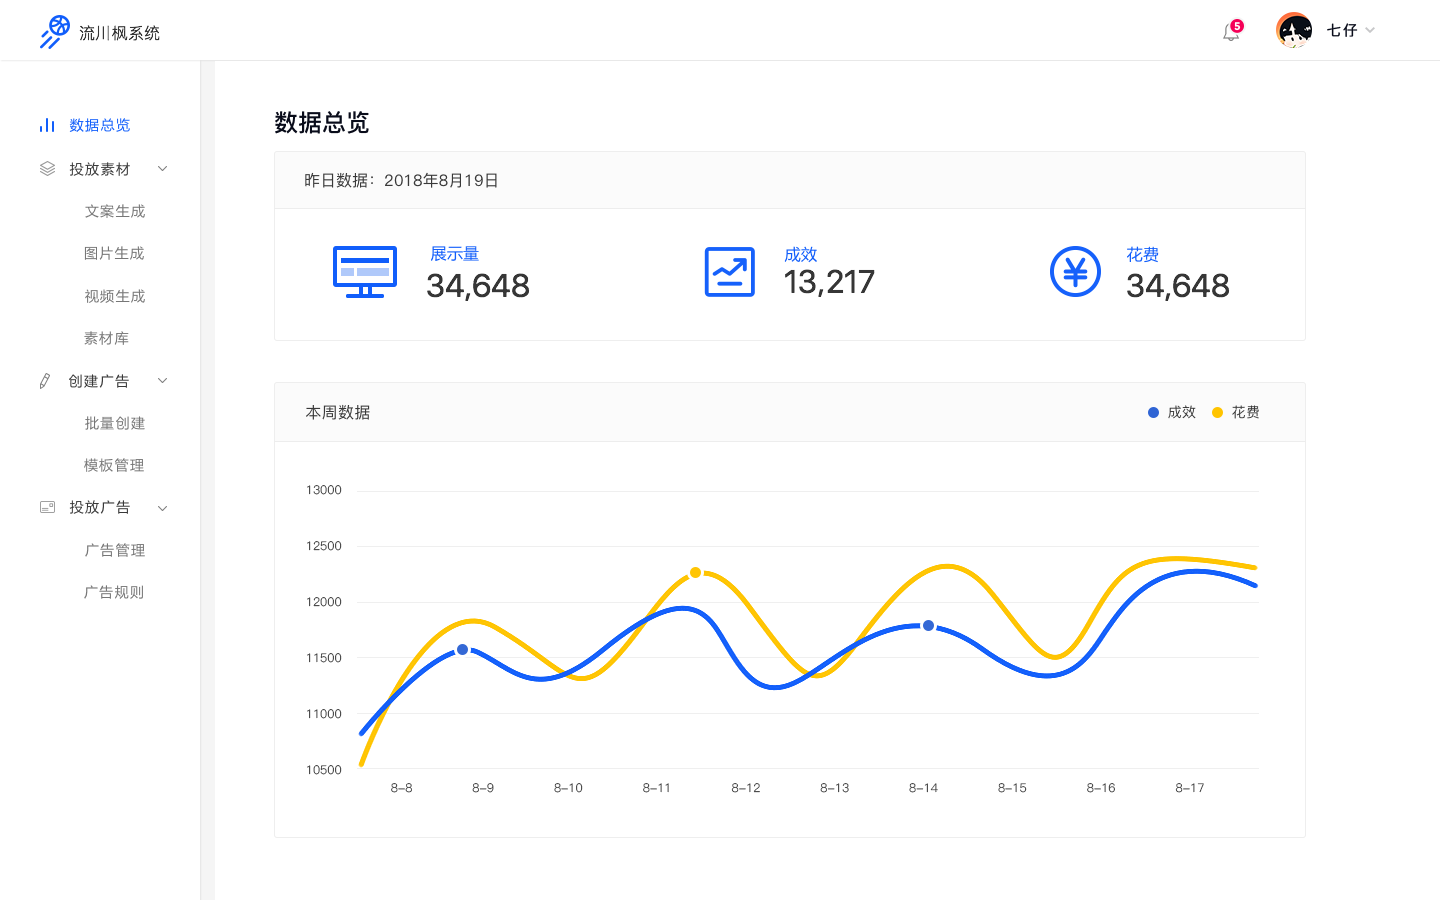 流川枫系统
5
七仔
数据总览
投放素材
文案生成
图片生成
视频生成
素材库
创建广告
批量创建
模板管理
投放广告
广告管理
广告规则
数据总览
昨日数据：2018年8月19日
展示量
34,648
成效
13,217
花费
34,648
本周数据
成效 花费
13000
12500
12000
11500
11000
10500
8–8 8–9 8–10 8–11 8–12 8–13 8–14 8–15 8–16 8–17